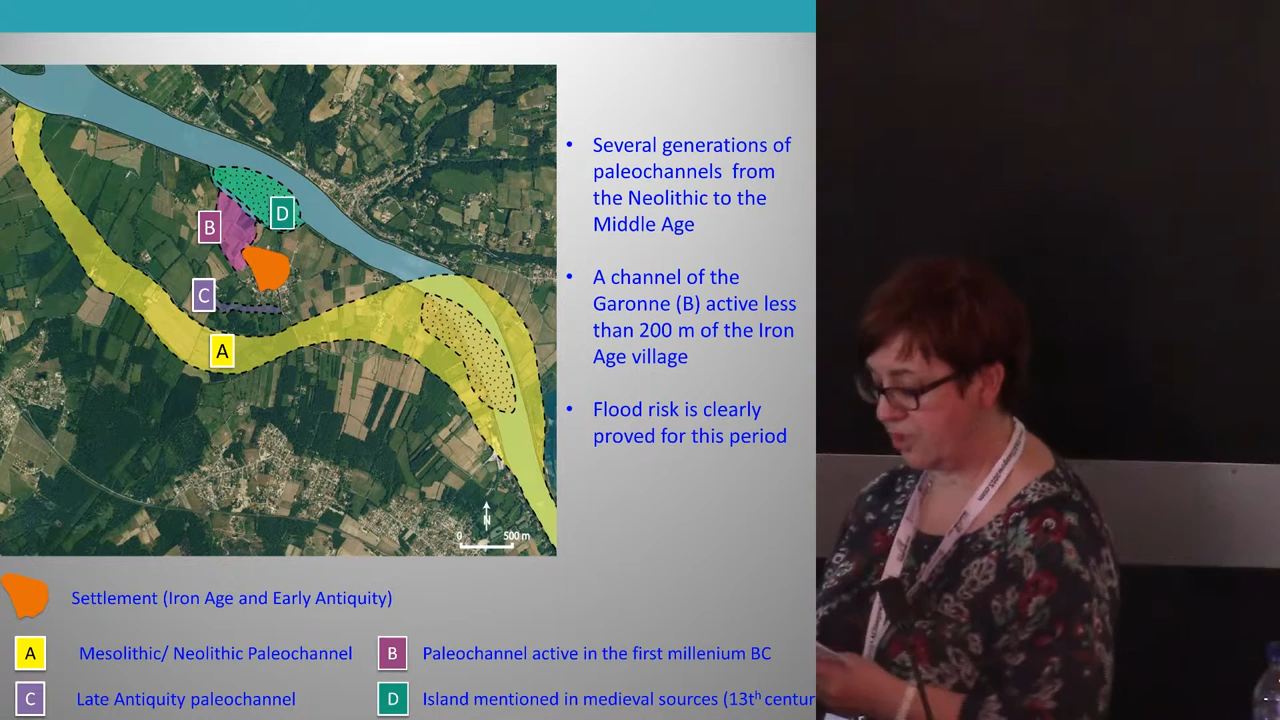 Several generations of
paleochannels from
the Neolithic to the
Middle Age
A channel of the
Garonne (B) active less
than 200 m of the Iron
Age village
Flood risk is clearly
proved for this period
B
D
C
A
N
0 500 m
Settlement (Iron Age and Early Antiquity)
A Mesolithic/ Neolithic Paleochannel
B Paleochannel active in the first millenium BC
C Late Antiquity paleochannel
D Island mentioned in medieval sources (13th centur